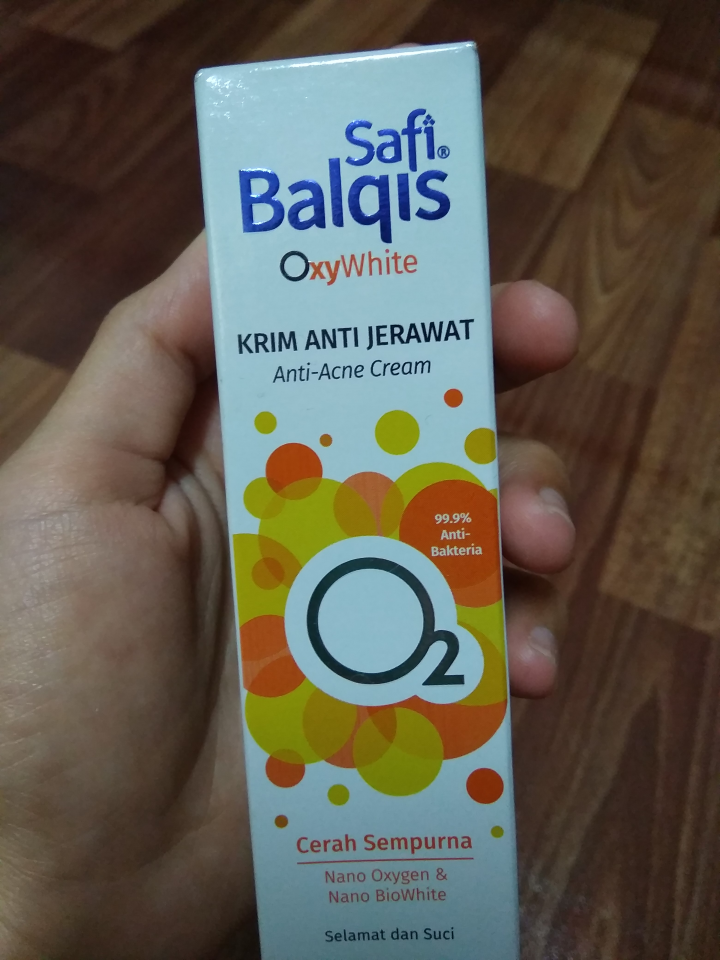 Safi®
Balqis
OxyWhite
KRIM ANTI JERAWAT
Anti-Acne Cream
99.9%
Anti-
Bakteria
O2
Cerah Sempurna
Nano Oxygen &
Nano BioWhite
Selamat dan Suci